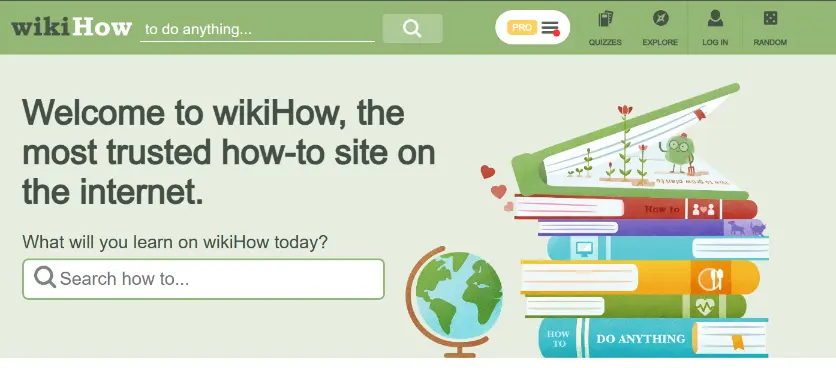 wikiHow to do anything...
PRO
QUIZZES EXPLORE LOG IN RANDOM
Welcome to wikiHow, the
most trusted how-to site on
the internet.
What will you learn on wikiHow today?
Search how to...
How to
HOW
TO
DO ANYTHING